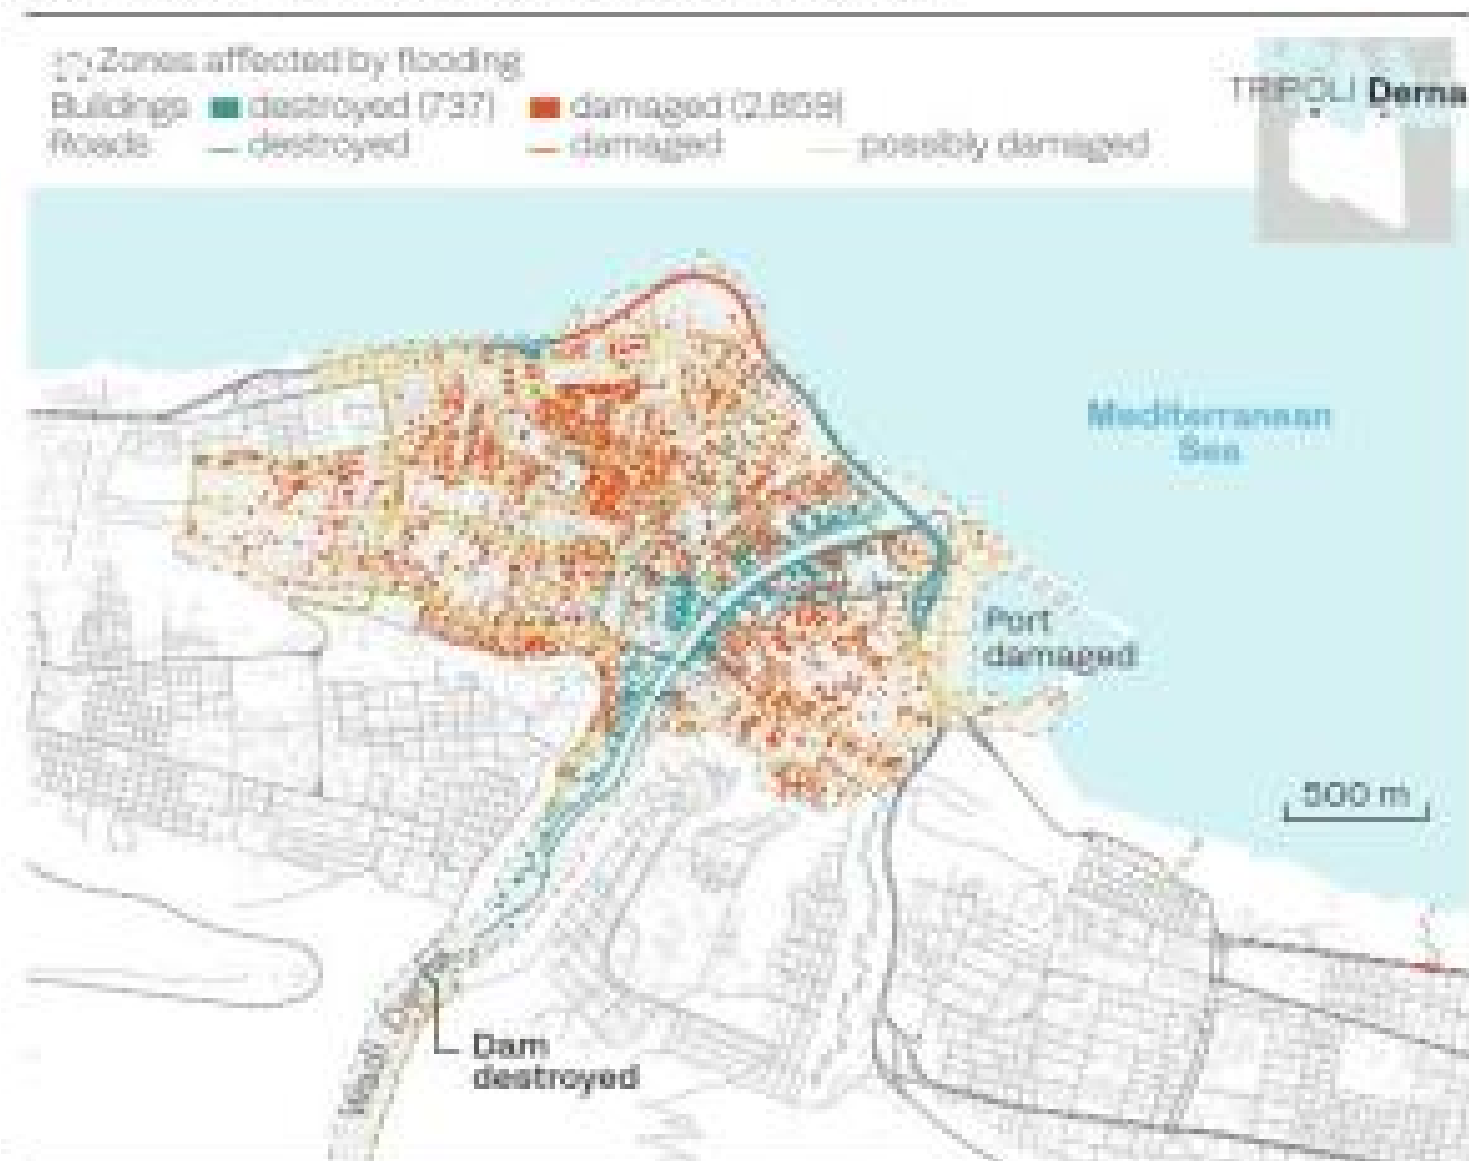 Zones affected by flooding
Buildings destroyed (737) damaged (2.859)
Roads destroyed damaged possibly damaged
TRIPOLI Derna
Mediterranean
Sea
Port
damaged
500 m
Dam
destroyed
Wadi